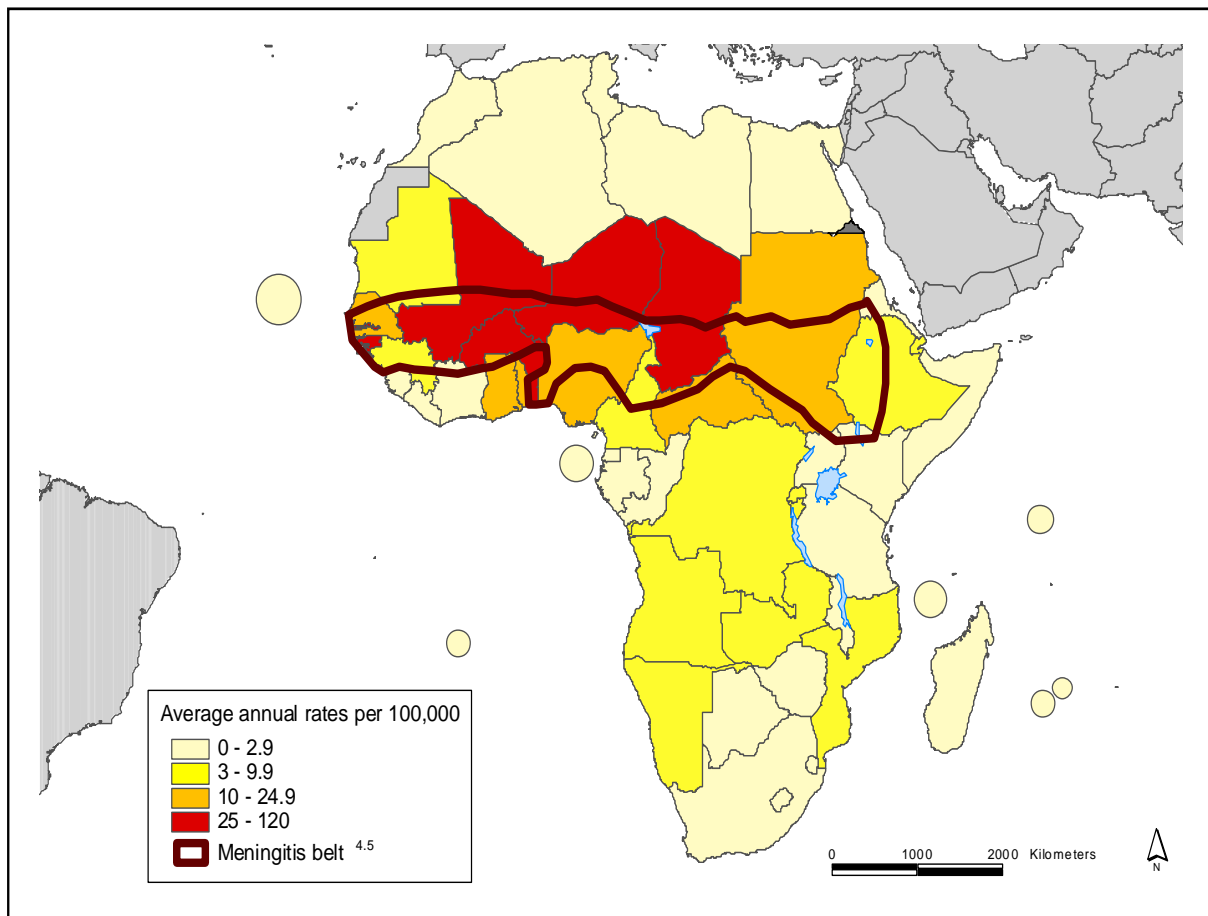 Average annual rates per 100,000
0 - 2.9
3 - 9.9
10 - 24.9
25 - 120
Meningitis belt 4.5
0 1000 2000 Kilometers
N